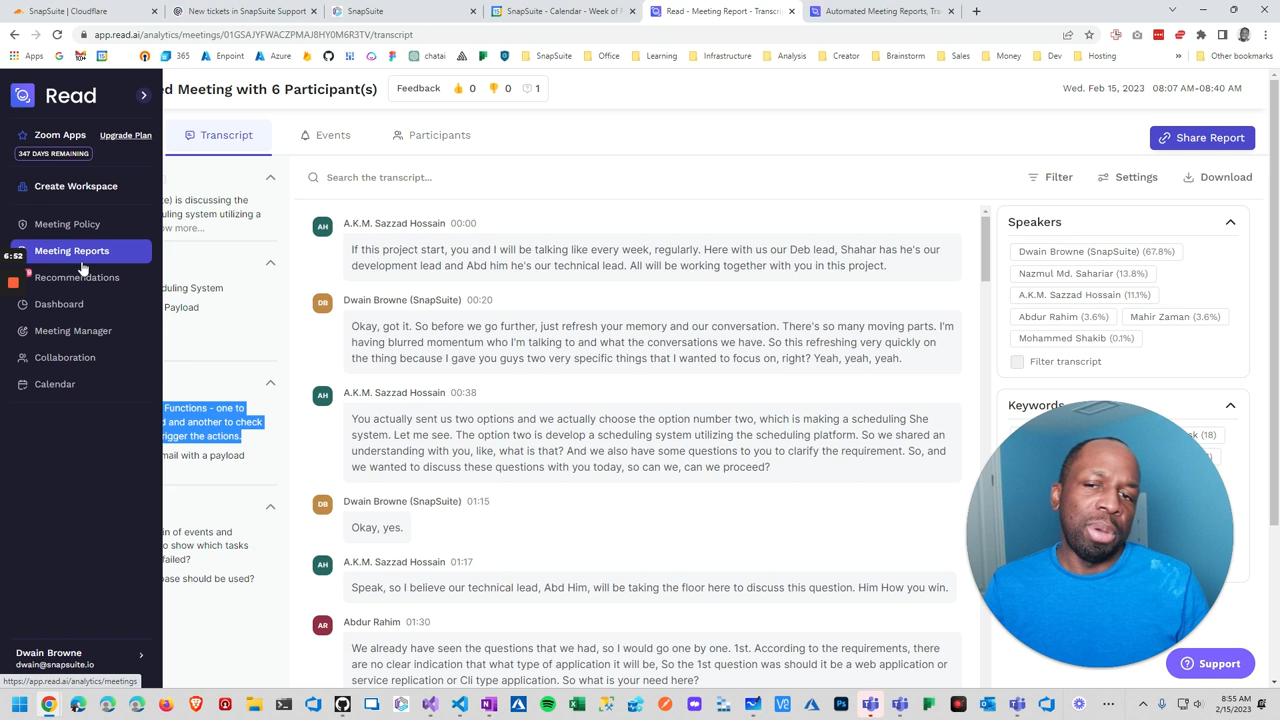 SnapSuite | Cloudflare
New tickets in SnapSuite Support
SnapSuite
SnapSuite - Calendar - Week of
Read - Meeting Report - Transcri
Automated Meeting Reports, Tra
app.read.ai/analytics/meetings/01GSAJYFWACZPMAJ8HY0M6R3TV/transcript
Apps
365
Enpoint
Azure
chatai
SnapSuite
Office
Learning
Infrastructure
Analysis
Creator
Brainstorm
Sales
Money
Dev
Hosting
Other bookmarks
Read
ed Meeting with 6 Participant(s)
Feedback
0
0
1
Wed. Feb 15, 2023
08:07 AM-08:40 AM
Zoom Apps
Upgrade Plan
347 DAYS REMAINING
Create Workspace
Meeting Policy
Meeting Reports
6:52
Recommendations
Dashboard
Meeting Manager
Collaboration
Calendar
Dwain Browne
dwain@snapsuite.io
https://app.read.ai/analytics/meetings
Transcript
Events
Participants
Share Report
e) is discussing the
duling system utilizing a
ow more...
duling System
Payload
Functions - one to
d and another to check
rigger the actions.
mail with a payload
in of events and
o show which tasks
failed?
ase should be used?
Search the transcript...
Filter
Settings
Download
AH
A.K.M. Sazzad Hossain 00:00
If this project start, you and I will be talking like every week, regularly. Here with us our Deb lead, Shahar has he's our
development lead and Abd him he's our technical lead. All will be working together with you in this project.
DB
Dwain Browne (SnapSuite) 00:20
Okay, got it. So before we go further, just refresh your memory and our conversation. There's so many moving parts. I'm
having blurred momentum who I'm talking to and what the conversations we have. So this refreshing very quickly on
the thing because I gave you guys two very specific things that I wanted to focus on, right? Yeah, yeah, yeah.
AH
A.K.M. Sazzad Hossain 00:38
You actually sent us two options and we actually choose the option number two, which is making a scheduling She
system. Let me see. The option two is develop a scheduling system utilizing the scheduling platform. So we shared an
understanding with you, like, what is that? And we also have some questions to you to clarify the requirement. So, and
we wanted to discuss these questions with you today, so can we, can we proceed?
DB
Dwain Browne (SnapSuite) 01:15
Okay, yes.
AH
A.K.M. Sazzad Hossain 01:17
Speak, so I believe our technical lead, Abd Him, will be taking the floor here to discuss this question. Him How you win.
AR
Abdur Rahim 01:30
We already have seen the questions that we had, so I would go one by one. 1st. According to the requirements, there
are no clear indication that what type of application it will be, So the 1st question was should it be a web application or
service replication or Cli type application. So what is your need here?
Speakers
Dwain Browne (SnapSuite) (67.8%)
Nazmul Md. Sahariar (13.8%)
A.K.M. Sazzad Hossain (11.1%)
Abdur Rahim (3.6%)
Mahir Zaman (3.6%)
Mohammed Shakib (0.1%)
Filter transcript
Keywords
sk (18)
Support
8:55 AM
2/15/2023